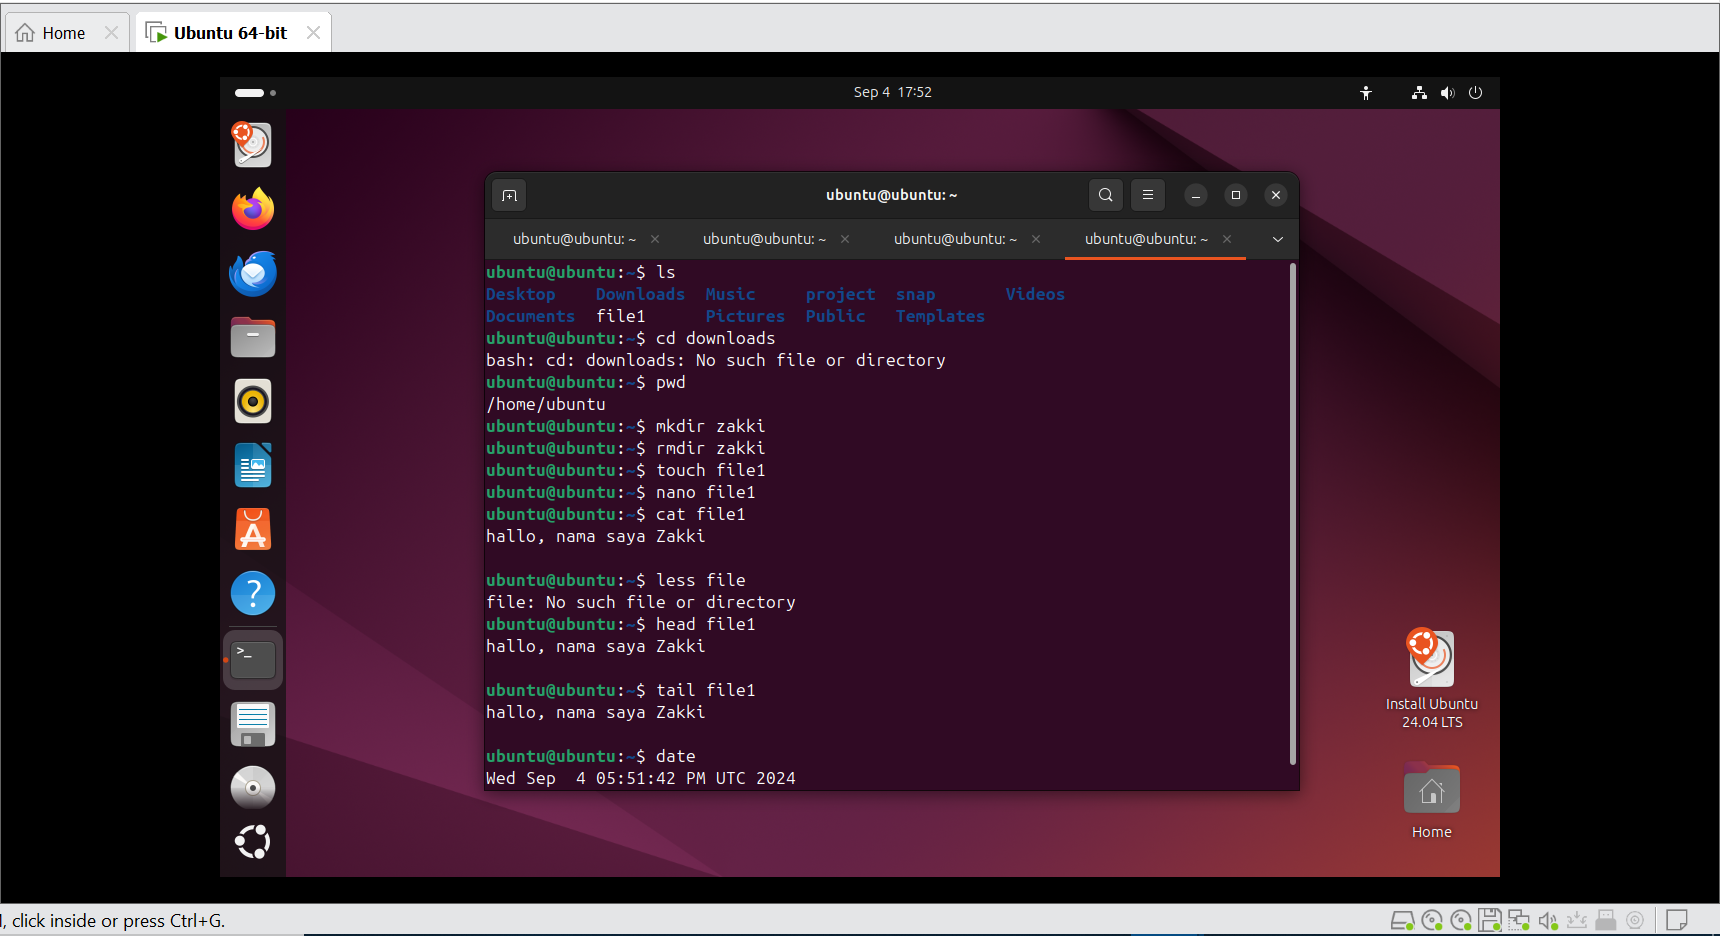 Home
Ubuntu 64-bit
Sep 4 17:52
ubuntu@ubuntu: ~
ubuntu@ubuntu: ~ ubuntu@ubuntu: ~ ubuntu@ubuntu: ~ ubuntu@ubuntu: ~
ubuntu@ubuntu:~$ ls
Desktop Downloads Music project snap Videos
Documents file1 Pictures Public Templates
ubuntu@ubuntu:~$ cd downloads
bash: cd: downloads: No such file or directory
ubuntu@ubuntu:~$ pwd
/home/ubuntu
ubuntu@ubuntu:~$ mkdir zakki
ubuntu@ubuntu:~$ rmdir zakki
ubuntu@ubuntu:~$ touch file1
ubuntu@ubuntu:~$ nano file1
ubuntu@ubuntu:~$ cat file1
hallo, nama saya Zakki
ubuntu@ubuntu:~$ less file
file: No such file or directory
ubuntu@ubuntu:~$ head file1
hallo, nama saya Zakki
ubuntu@ubuntu:~$ tail file1
hallo, nama saya Zakki
ubuntu@ubuntu:~$ date
Wed Sep  4 05:51:42 PM UTC 2024
Install Ubuntu
24.04 LTS
Home
, click inside or press Ctrl+G.